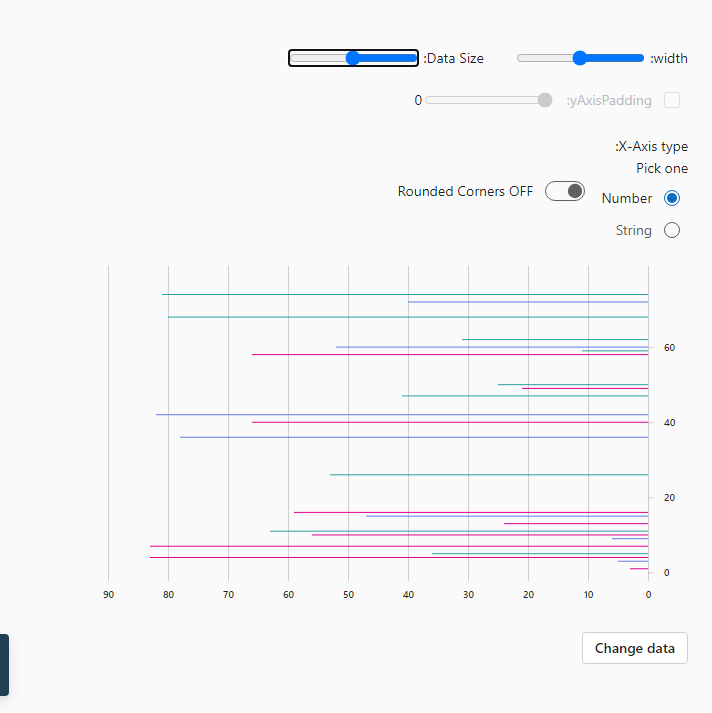 :width
:Data Size
:yAxisPadding
0
:X-Axis type
Pick one
Number
String
Rounded Corners OFF
60
40
20
0
90 80 70 60 50 40 30 20 10 0
Change data